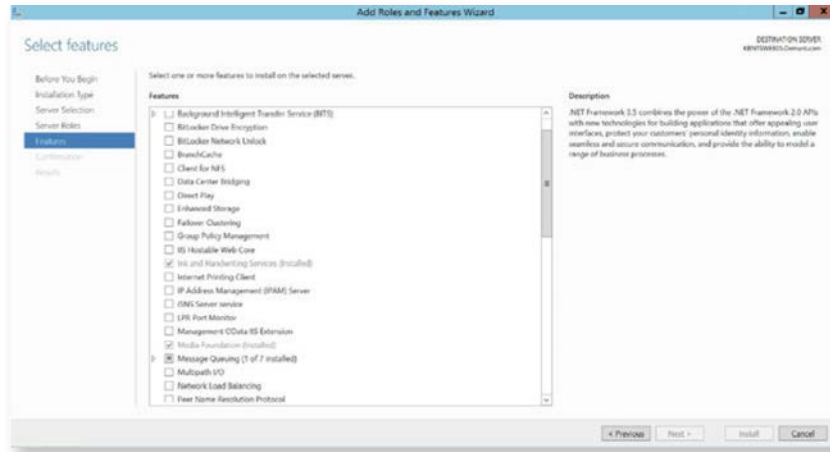 Add Roles and Features Wizard
Select features
DESTINATION SERVER
Before You Begin
Installation Type
Server Selection
Server Roles
Features
Confirmation
Results
Select one or more features to install on the selected server.
Features
Background Intelligent Transfer Service (BITS)
BitLocker Drive Encryption
BitLocker Network Unlock
BranchCache
Client for NFS
Data Center Bridging
Direct Play
Enhanced Storage
Failover Clustering
Group Policy Management
IIS Hostable Web Core
Ink and Handwriting Services (Installed)
Internet Printing Client
IP Address Management (IPAM) Server
iSNS Server service
LPR Port Monitor
Management OData IIS Extension
Media Foundation (Installed)
Message Queuing (1 of 7 installed)
Multipath I/O
Network Load Balancing
Peer Name Resolution Protocol
Description
.NET Framework 3.5 combines the power of the .NET Framework 2.0 APIs
with new technologies for building applications that offer appealing user
interfaces, protect your customers' personal identity information, enable
seamless and secure communication, and provide the ability to model a
range of business processes.
< Previous
Next >
Install
Cancel